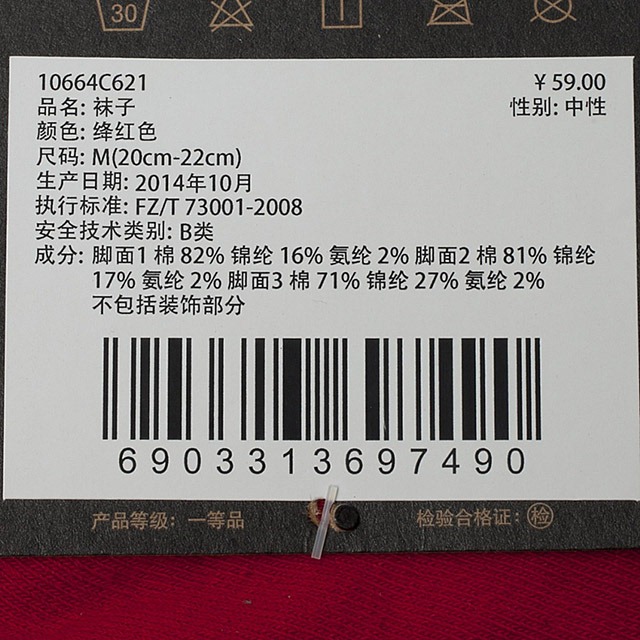 30
10664C621 ￥59.00
品名: 袜子 性别: 中性
颜色: 绛红色
尺码: M(20cm-22cm)
生产日期: 2014年10月
执行标准: FZ/T 73001-2008
安全技术类别: B类
成分: 脚面1 棉 82% 锦纶 16% 氨纶 2% 脚面2 棉 81% 锦纶
17% 氨纶 2% 脚面3 棉 71% 锦纶 27% 氨纶 2%
不包括装饰部分
6903313697490
产品等级: 一等品 检验合格证: 检